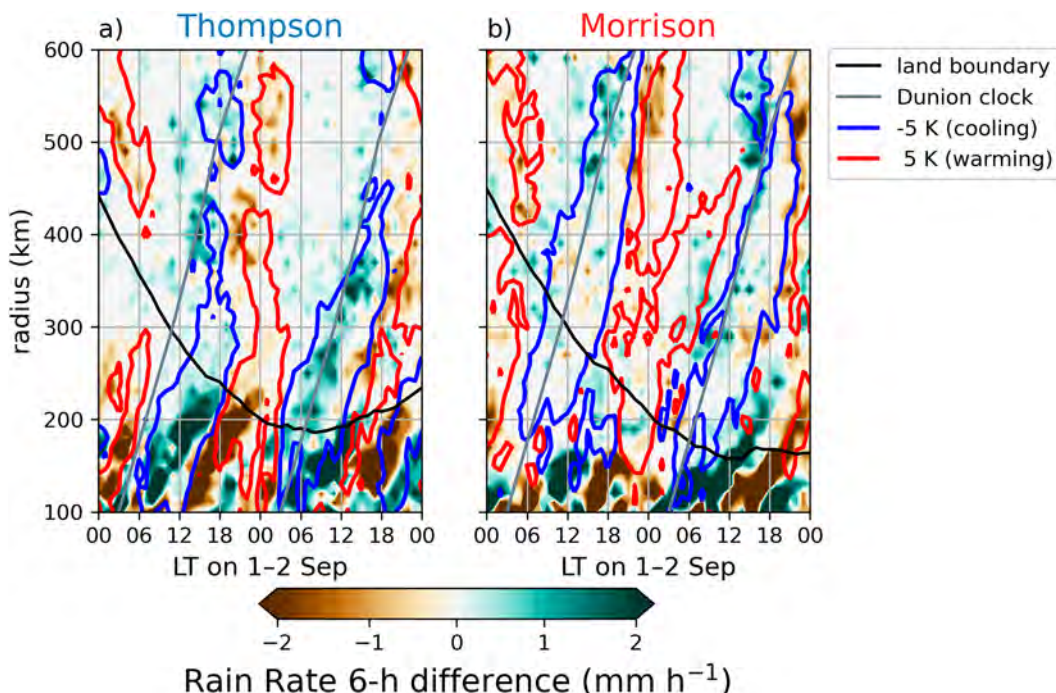 a) Thompson
b) Morrison
land boundary
Dunion clock
-5 K (cooling)
5 K (warming)
radius (km)
600
500
400
300
200
100
00 06 12 18 00 06 12 18 00
00 06 12 18 00 06 12 18 00
LT on 1–2 Sep
LT on 1–2 Sep
−2 −1 0 1 2
Rain Rate 6-h difference (mm h⁻¹)